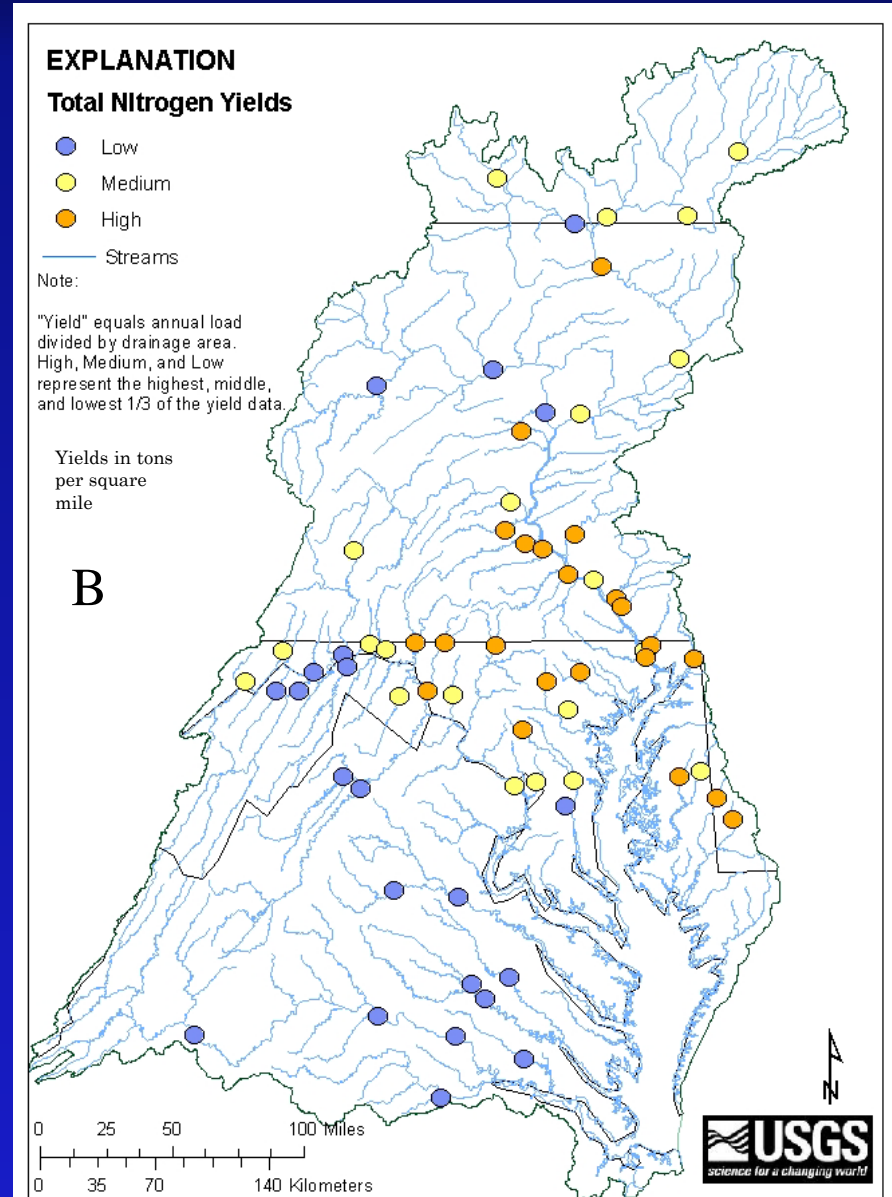 EXPLANATION
Total Nitrogen Yields
Low
Medium
High
Streams
Note:
"Yield" equals annual load
divided by drainage area.
High, Medium, and Low
represent the highest, middle,
and lowest 1/3 of the yield data.
Yields in tons
per square
mile
B
0 25 50 100 Miles
0 35 70 140 Kilometers
N
USGS
science for a changing world